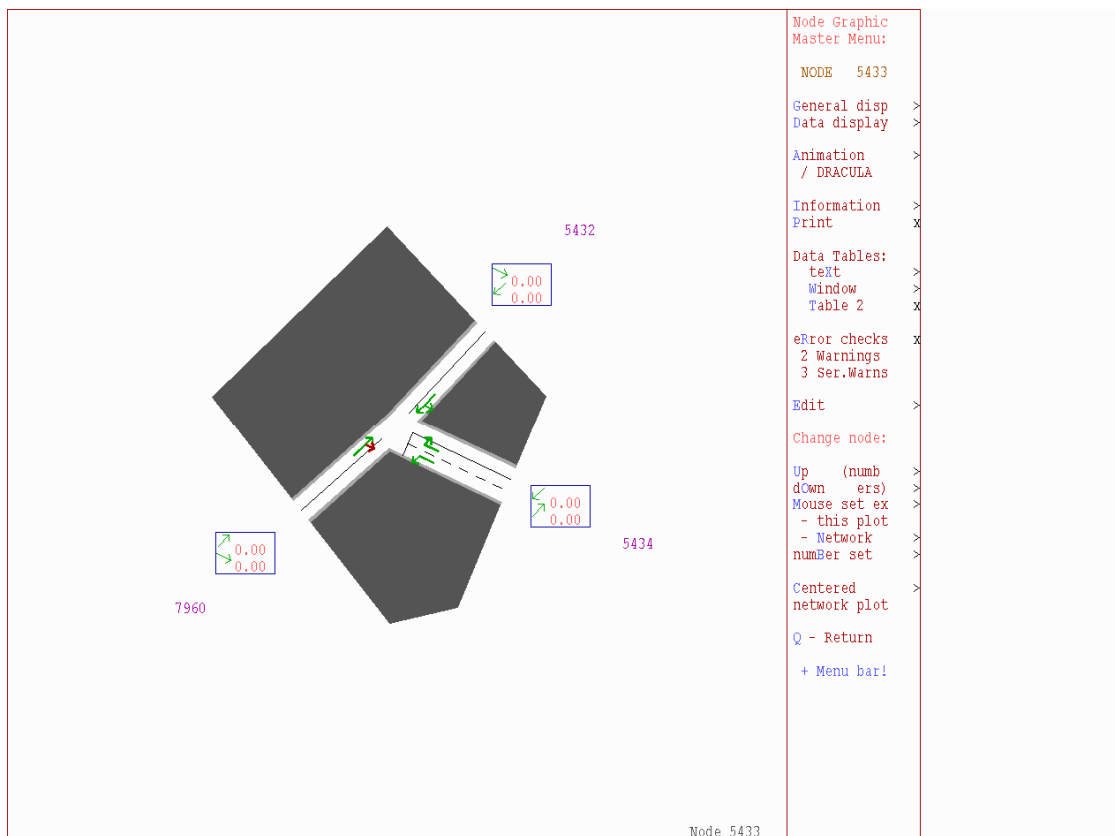 5432
0.00
0.00
0.00
0.00
5434
0.00
0.00
7960
Node 5433
Node Graphic
Master Menu:
NODE 5433
General disp >
Data display >
Animation >
/ DRACULA
Information >
Print x
Data Tables:
teXt >
Window >
Table 2 x
eRror checks x
2 Warnings
3 Ser.Warns
Edit >
Change node:
Up (numb >
dOwn ers) >
Mouse set ex >
- this plot
- Network >
numBer set >
Centered >
network plot
Q - Return
+ Menu bar!